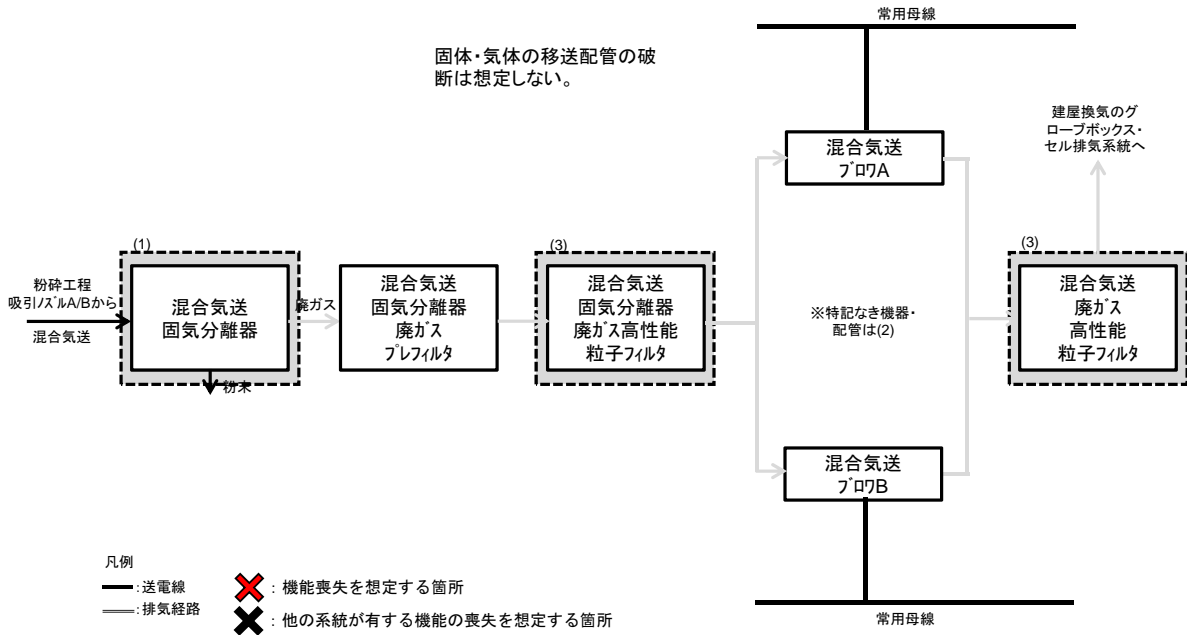 常用母線
固体・気体の移送配管の破
断は想定しない。
建屋換気のグ
ローブボックス・
セル排気系統へ
混合気送
ﾌﾞﾛﾜA
(1)
粉砕工程
吸引ﾉｽﾞﾙA/Bから
混合気送
混合気送
固気分離器
粉末
廃ガス
混合気送
固気分離器
廃ｶﾞｽ
ﾌﾟﾚﾌｨﾙﾀ
(3)
混合気送
固気分離器
廃ｶﾞｽ高性能
粒子ﾌｨﾙﾀ
※特記なき機器・
配管は(2)
(3)
混合気送
廃ｶﾞｽ
高性能
粒子ﾌｨﾙﾀ
混合気送
ﾌﾞﾛﾜB
常用母線
凡例
:送電線
:排気経路
: 機能喪失を想定する箇所
: 他の系統が有する機能の喪失を想定する箇所